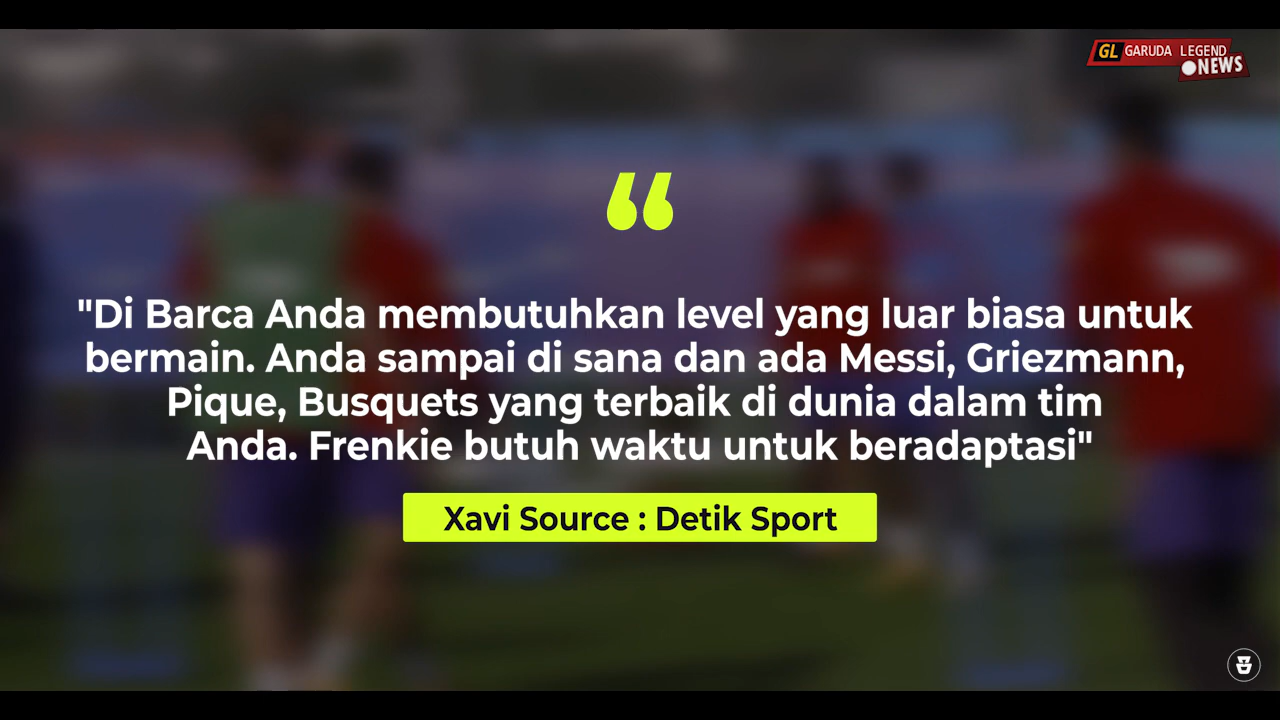 GL GARUDA LEGEND
NEWS
"Di Barca Anda membutuhkan level yang luar biasa untuk
bermain. Anda sampai di sana dan ada Messi, Griezmann,
Pique, Busquets yang terbaik di dunia dalam tim
Anda. Frenkie butuh waktu untuk beradaptasi"
Xavi Source : Detik Sport